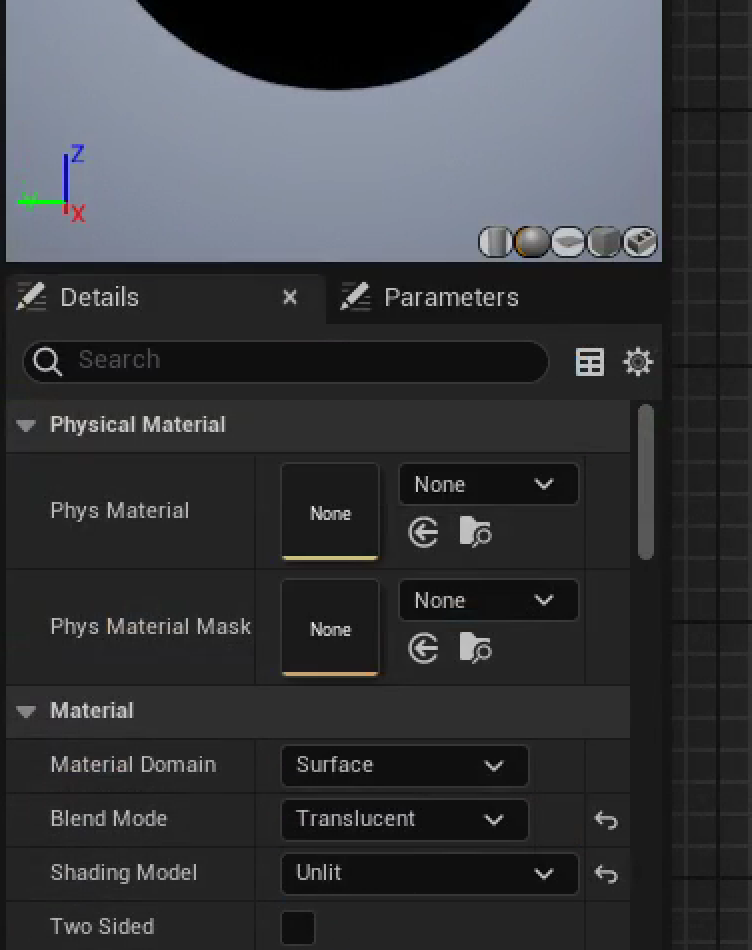 Z
Y
X
Details
Parameters
Search
Physical Material
Phys Material
None
None
Phys Material Mask
None
None
Material
Material Domain
Surface
Blend Mode
Translucent
Shading Model
Unlit
Two Sided